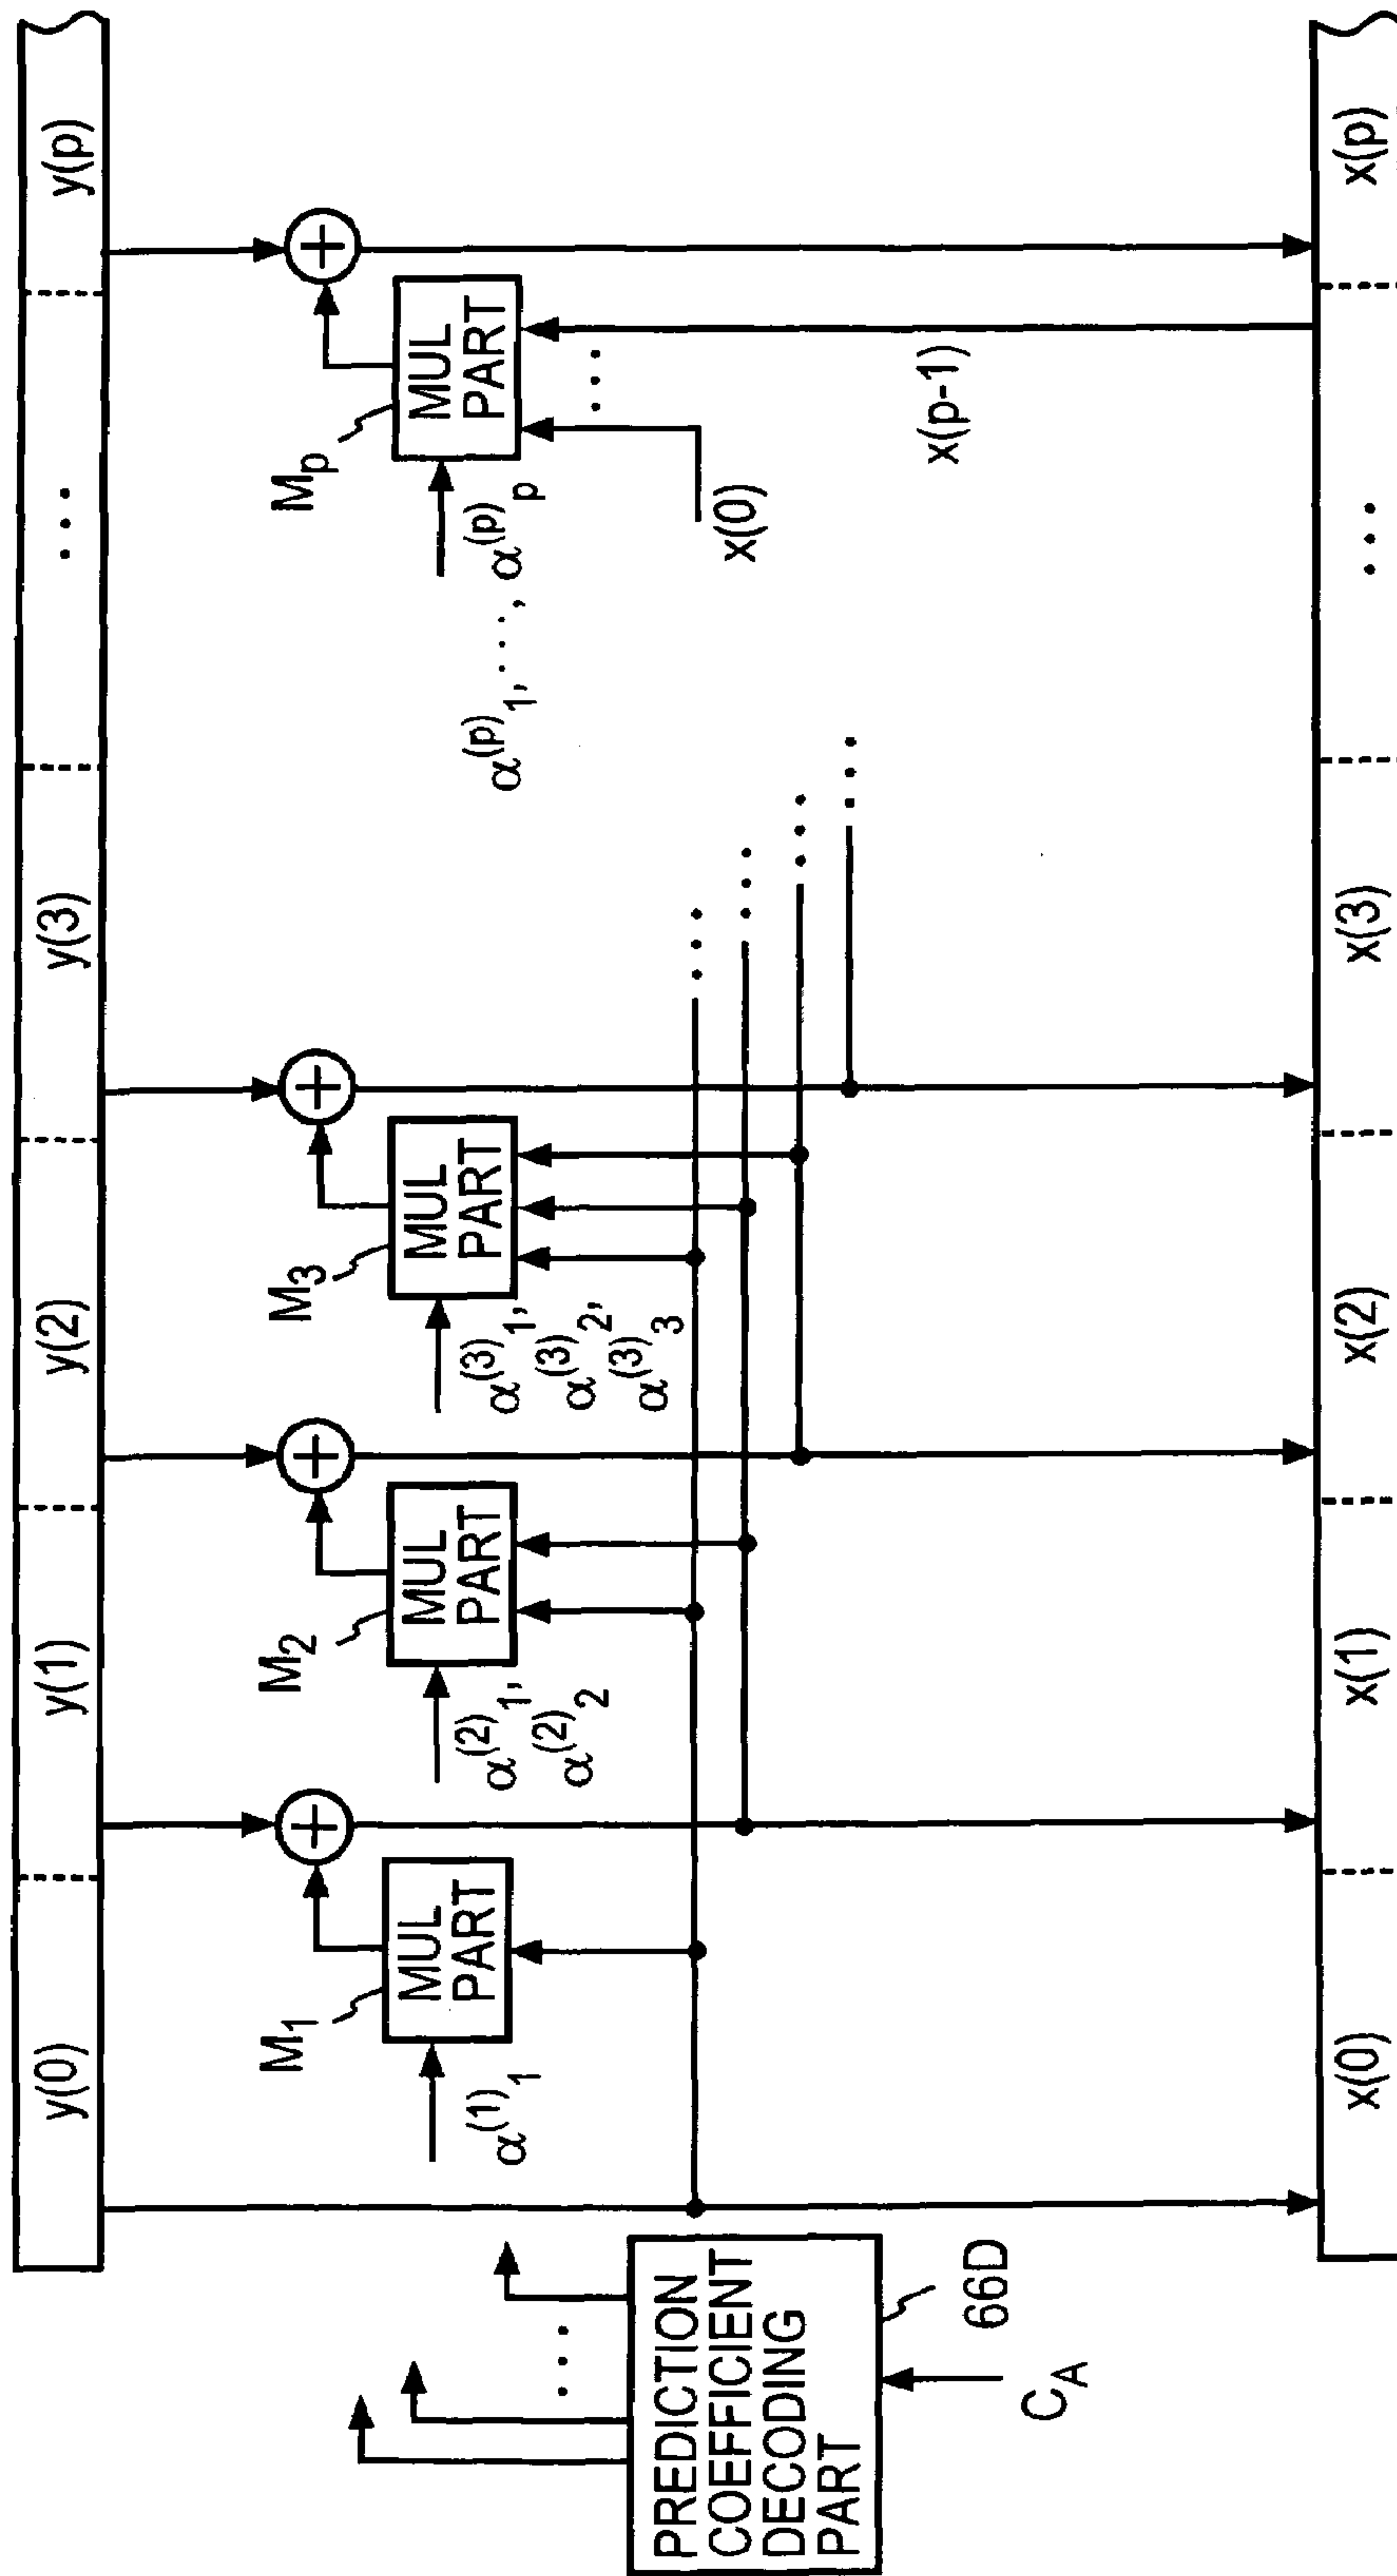 y(0) y(1) y(2) y(3) ... y(p)
M₁ M₂ M₃ Mₚ
MUL
PART
MUL
PART
MUL
PART
MUL
PART
α⁽¹⁾₁
α⁽²⁾₁,
α⁽²⁾₂
α⁽³⁾₁,
α⁽³⁾₂,
α⁽³⁾₃
α⁽ᵖ⁾₁, ..., α⁽ᵖ⁾ₚ
...
x(0)
x(p-1)
... 
...
...
...
...
PREDICTION
COEFFICIENT
DECODING
PART
66D
C_A
x(0) x(1) x(2) x(3) ... x(p)